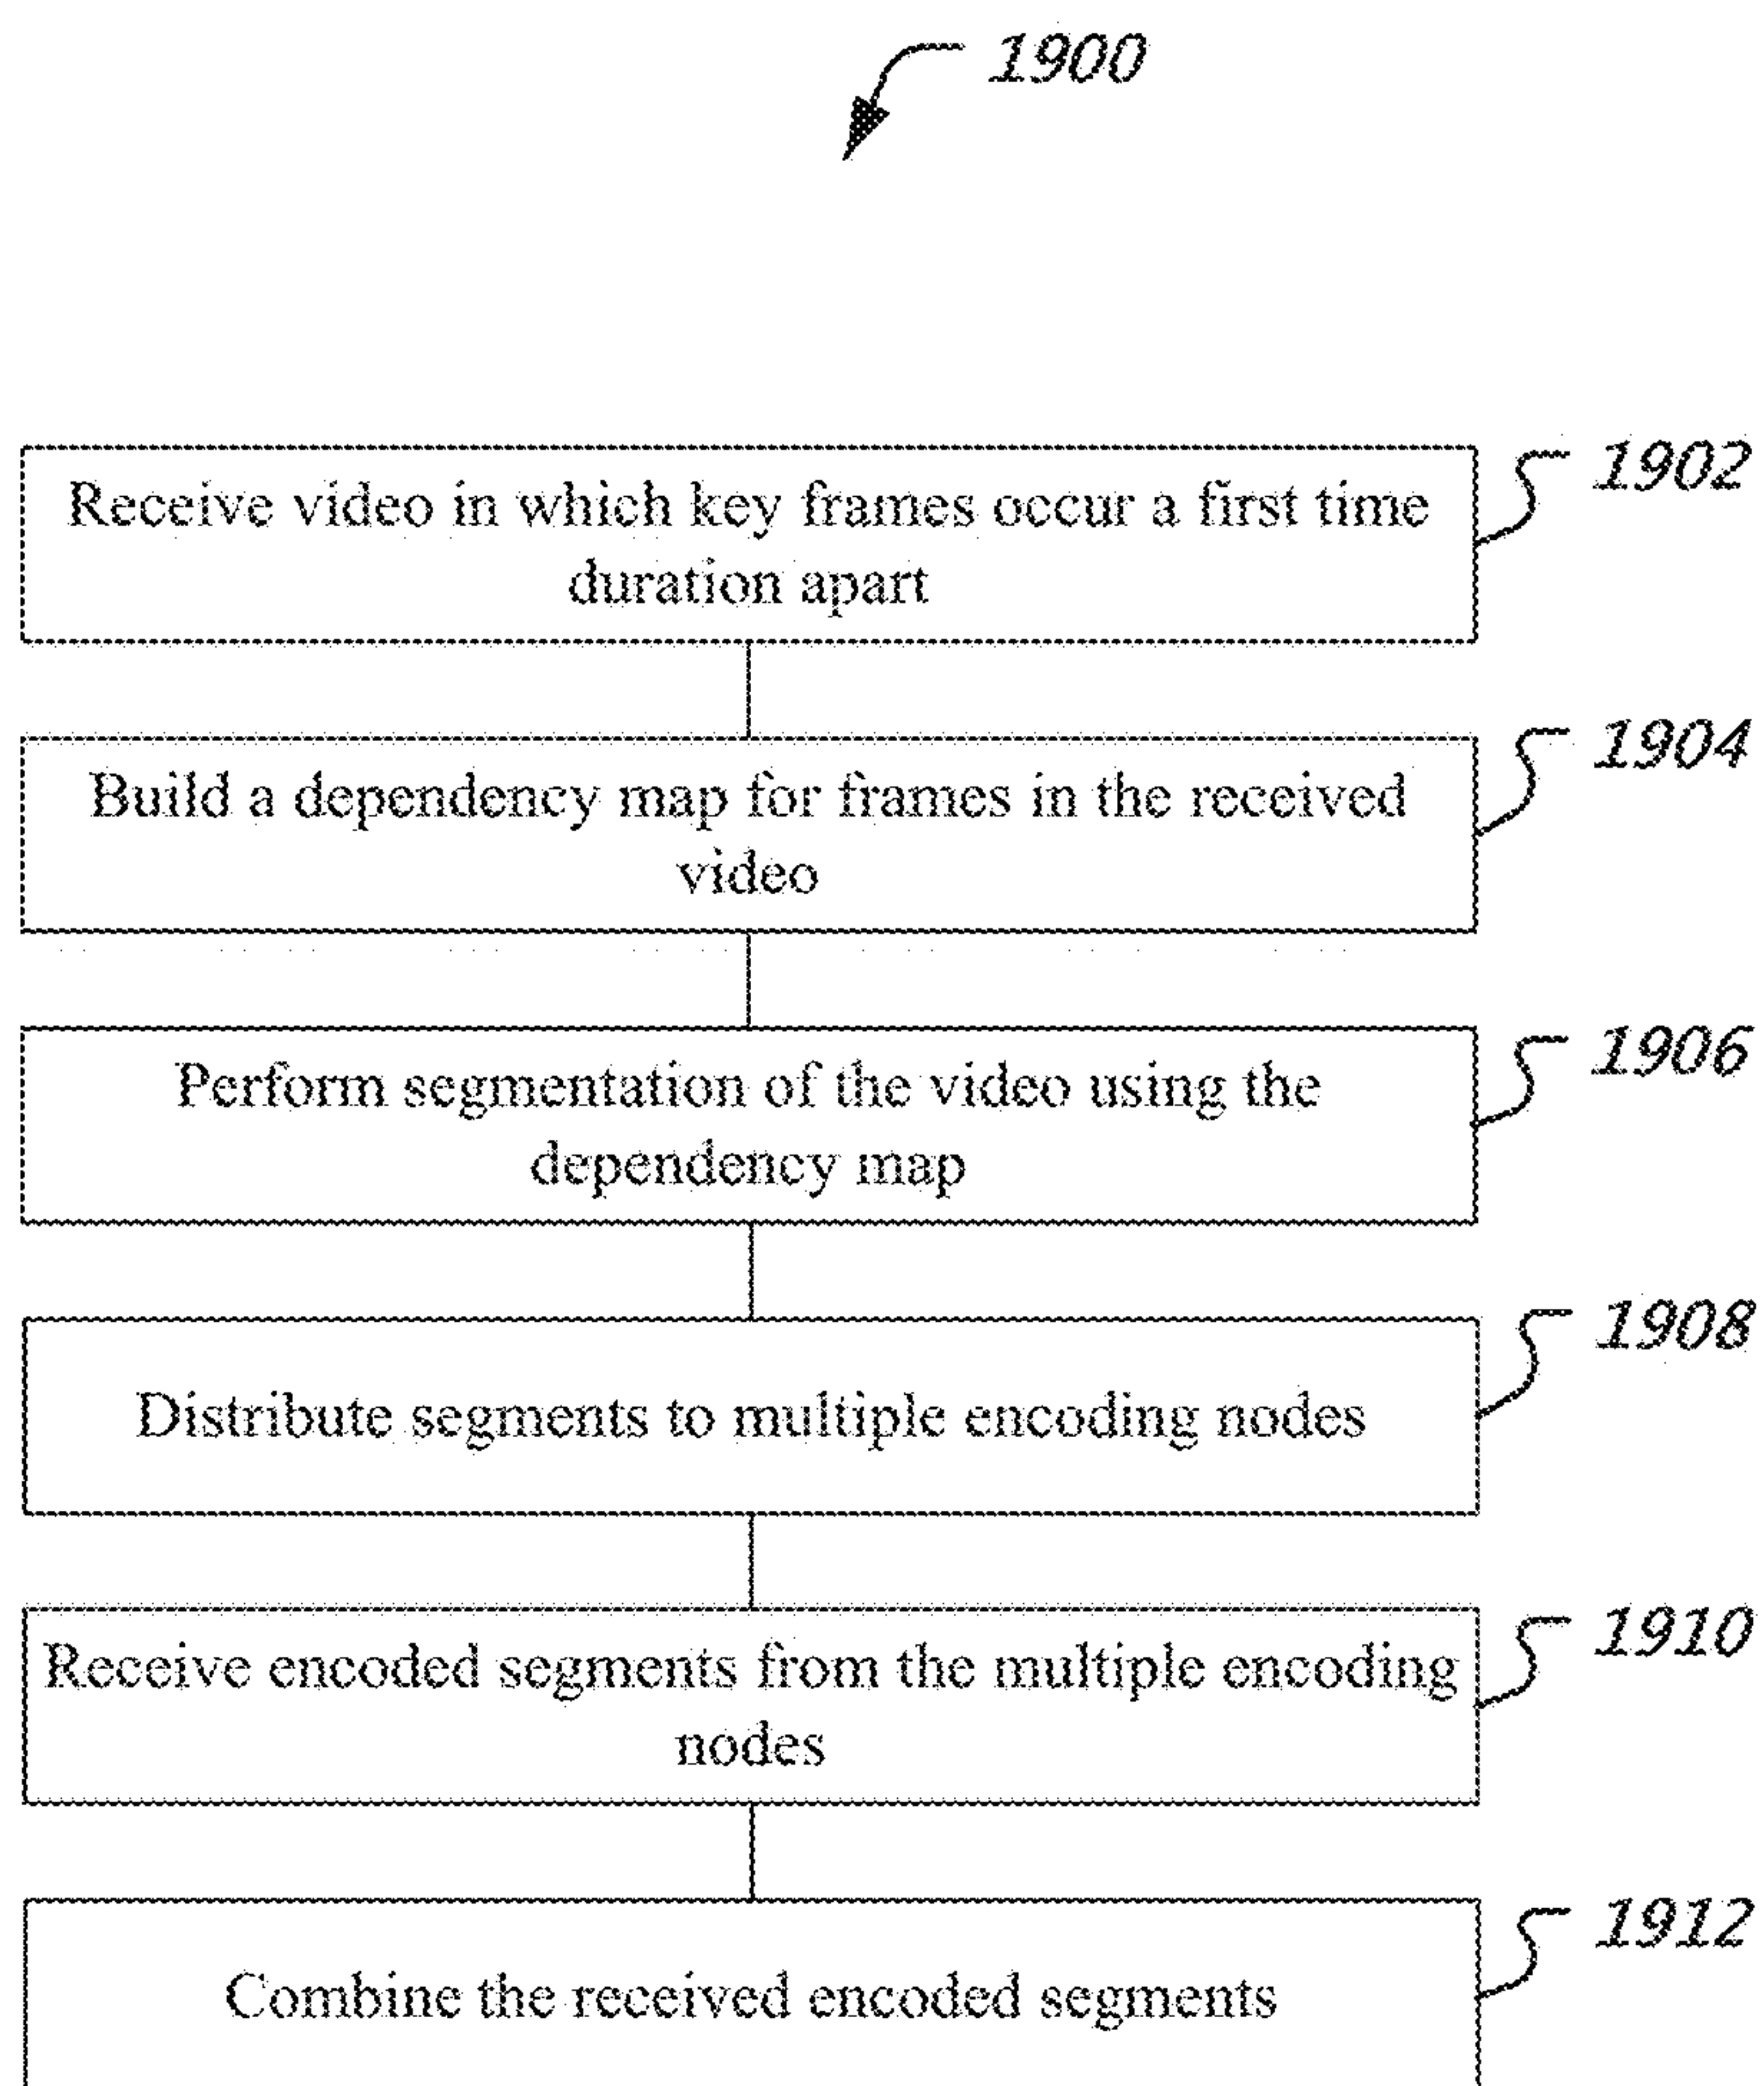 1900
Receive video in which key frames occur a first time
duration apart
1902
Build a dependency map for frames in the received
video
1904
Perform segmentation of the video using the
dependency map
1906
Distribute segments to multiple encoding nodes
1908
Receive encoded segments from the multiple encoding
nodes
1910
Combine the received encoded segments
1912